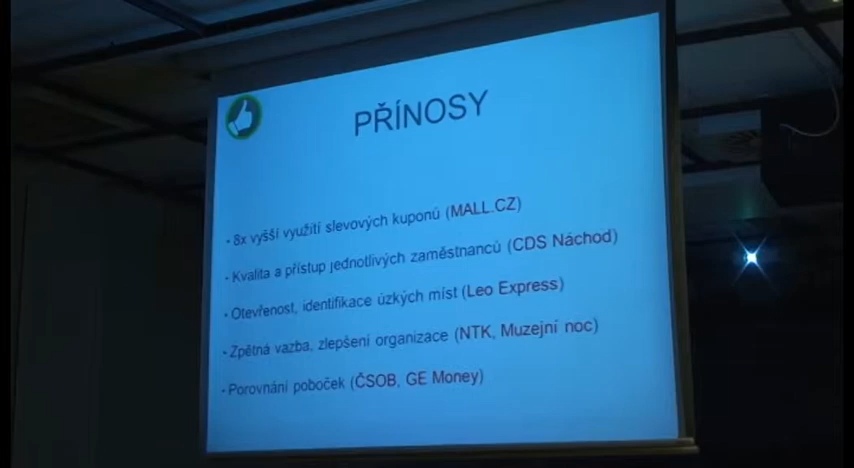 PŘÍNOSY
• 8x vyšší využití slevových kuponů (MALL.CZ)
• Kvalita a přístup jednotlivých zaměstnanců (CDS Náchod)
• Otevřenost, identifikace úzkých míst (Leo Express)
• Zpětná vazba, zlepšení organizace (NTK, Muzejní noc)
• Porovnání poboček (ČSOB, GE Money)